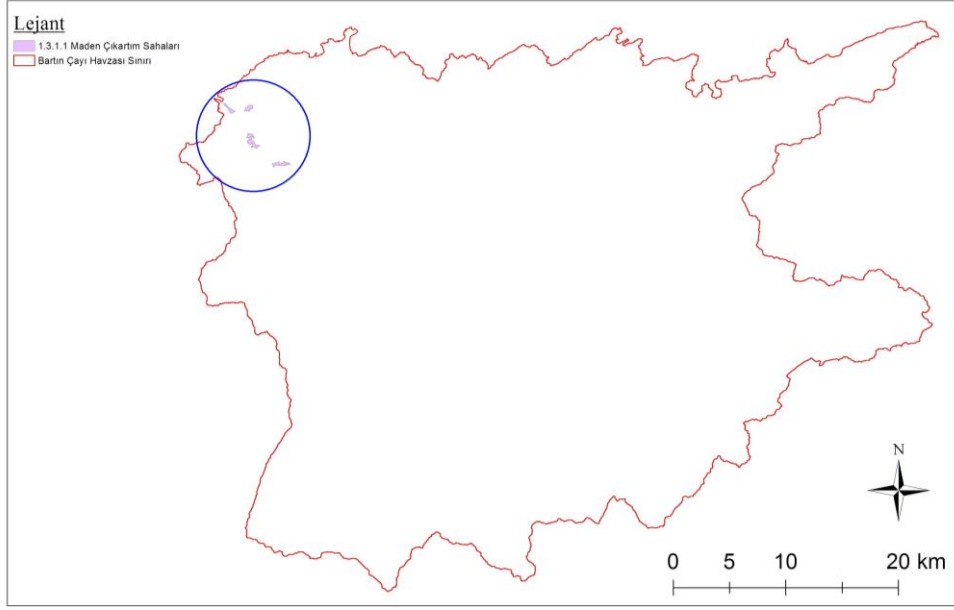 Lejant
1.3.1.1 Maden Çıkartım Sahaları
Bartın Çayı Havzası Sınırı
N
0 5 10 20 km